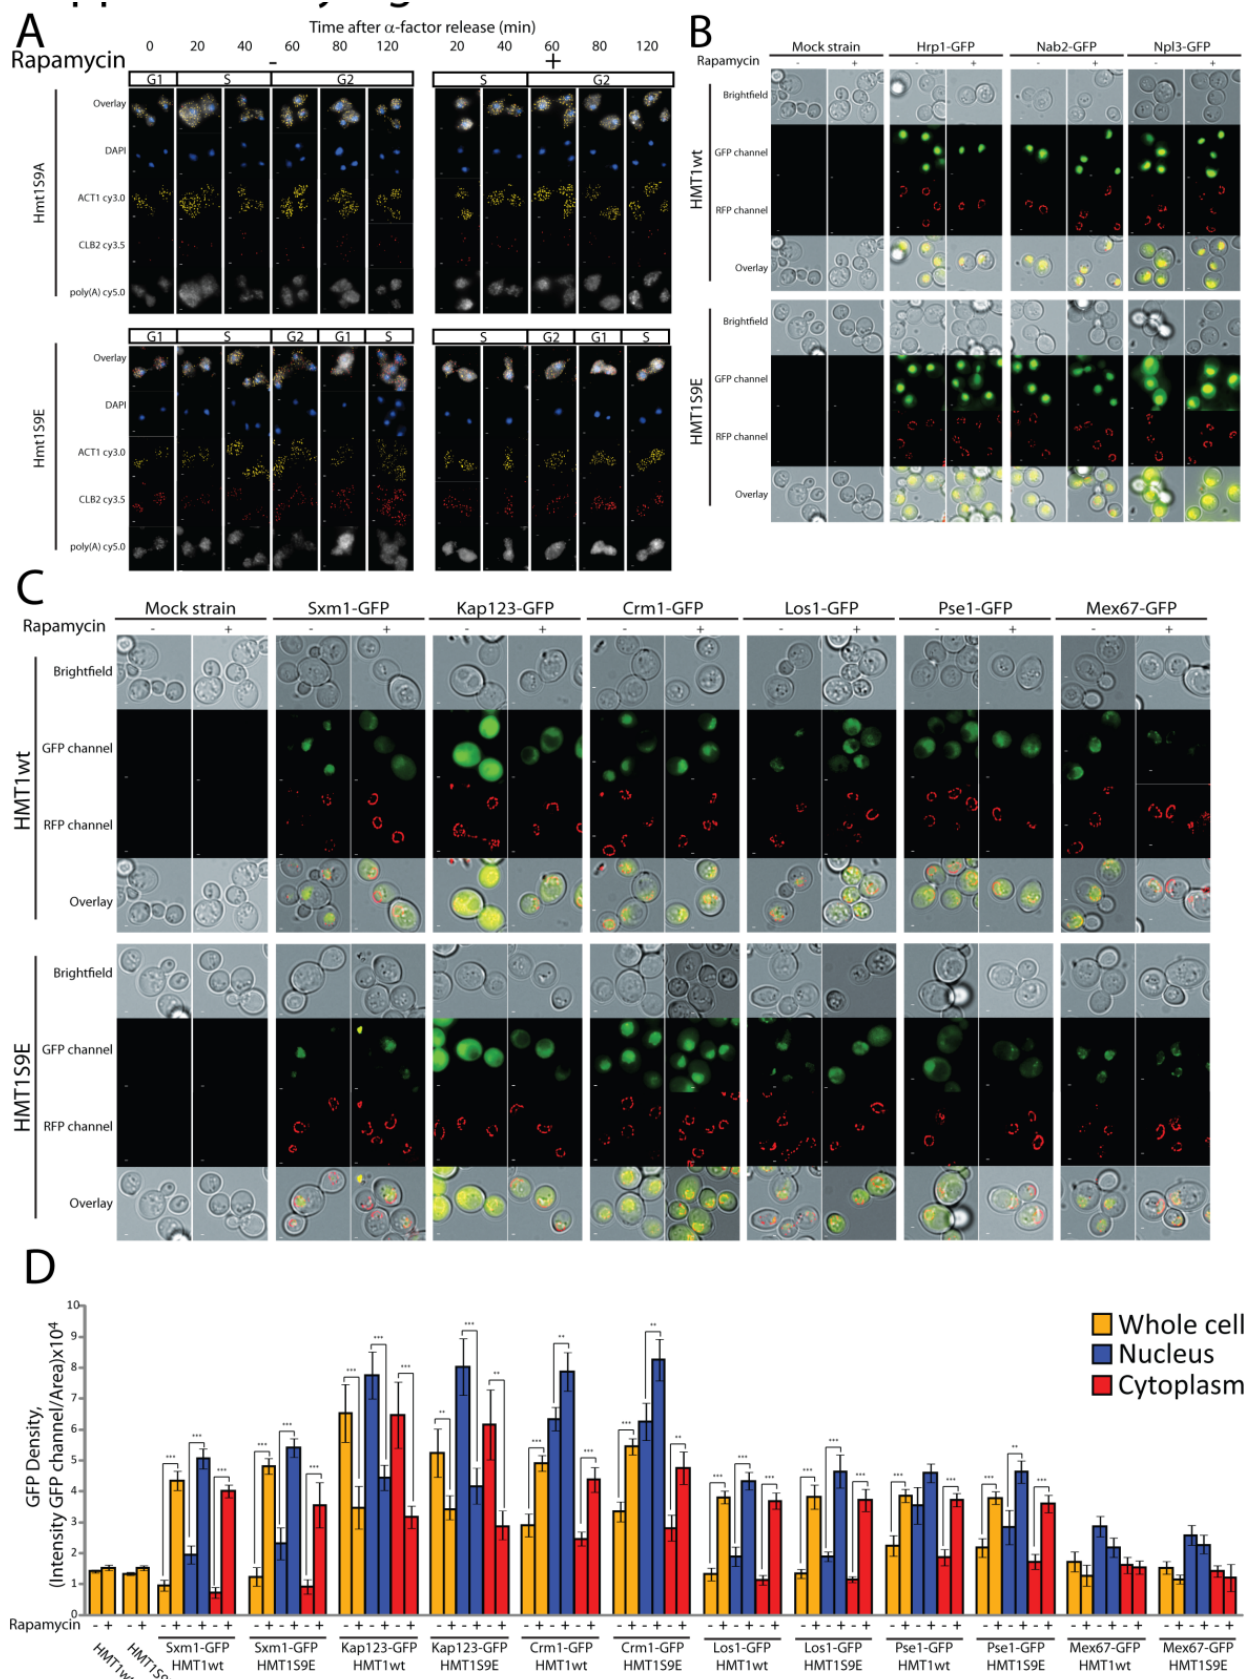 A
Time after α-factor release (min)
0 20 40 60 80 120 20 40 60 80 120
Rapamycin - +
G1 S G2 S G2
Hmt1S9A
Overlay
DAPI
ACT1 cy3.0
CLB2 cy3.5
poly(A) cy5.0
G1 S G2 G1 S S G2 G1 S
Hmt1S9E
Overlay
DAPI
ACT1 cy3.0
CLB2 cy3.5
poly(A) cy5.0
B
Mock strain Hrp1-GFP Nab2-GFP Npl3-GFP
Rapamycin - + - + - + - +
HMT1wt
Brightfield
GFP channel
RFP channel
Overlay
HMT1S9E
Brightfield
GFP channel
RFP channel
Overlay
C
Mock strain Sxm1-GFP Kap123-GFP Crm1-GFP Los1-GFP Pse1-GFP Mex67-GFP
Rapamycin - + - + - + - + - + - + - +
HMT1wt
Brightfield
GFP channel
RFP channel
Overlay
HMT1S9E
Brightfield
GFP channel
RFP channel
Overlay
D
GFP Density,
(Intensity GFP channel/Area)x10⁴
10
9
8
7
6
5
4
3
2
1
0
*** *** *** *** *** *** *** *** *** ** *** ** *** ** *** *** ** ** *** *** *** *** *** *** *** *** *** ** ***
Whole cell
Nucleus
Cytoplasm
Rapamycin - + - + - + - + - + - + - + - + - + - + - + - + - + - + - + - + - + - + - + - + - + - + - + - + - + - + - + - + - + - + - + - + - + - + - + - + - + - +
Sxm1-GFP Sxm1-GFP Kap123-GFP Kap123-GFP Crm1-GFP Crm1-GFP Los1-GFP Los1-GFP Pse1-GFP Pse1-GFP Mex67-GFP Mex67-GFP
HMT1wt HMT1S9E HMT1wt HMT1S9E HMT1wt HMT1S9E HMT1wt HMT1S9E HMT1wt HMT1S9E HMT1wt HMT1S9E